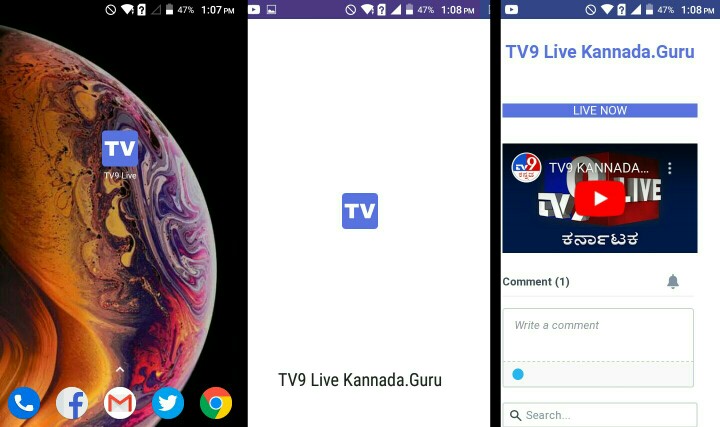 47% 1:07 PM
TV
TV9 Live
47% 1:08 PM
TV
TV9 Live Kannada.Guru
47% 1:08 PM
TV9 Live Kannada.Guru
LIVE NOW
TV9
ಕನ್ನಡ
TV9 KANNADA...
LIVE
ಕರ್ನಾಟಕ
Comment (1)
Write a comment
Search...